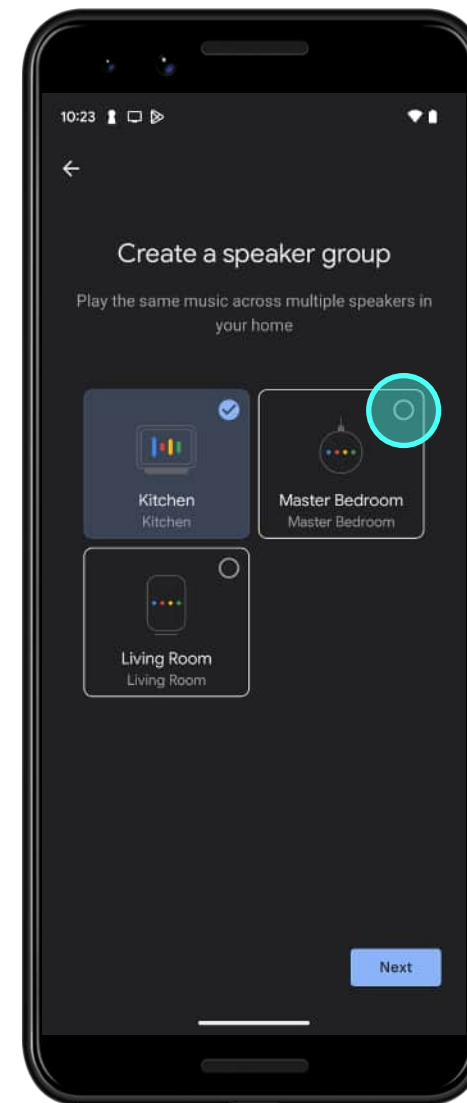 10:23
Create a speaker group
Play the same music across multiple speakers in
your home
Kitchen
Kitchen
Master Bedroom
Master Bedroom
Living Room
Living Room
Next